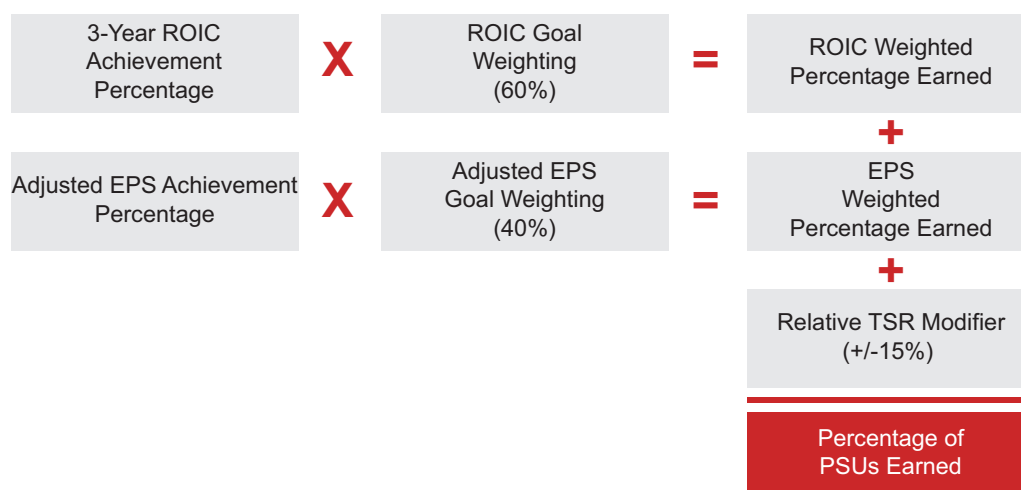 3-Year ROIC
Achievement
Percentage
X
ROIC Goal
Weighting
(60%)
=
ROIC Weighted
Percentage Earned
+
Adjusted EPS Achievement
Percentage
X
Adjusted EPS
Goal Weighting
(40%)
=
EPS
Weighted
Percentage Earned
+
Relative TSR Modifier
(+/-15%)
Percentage of
PSUs Earned